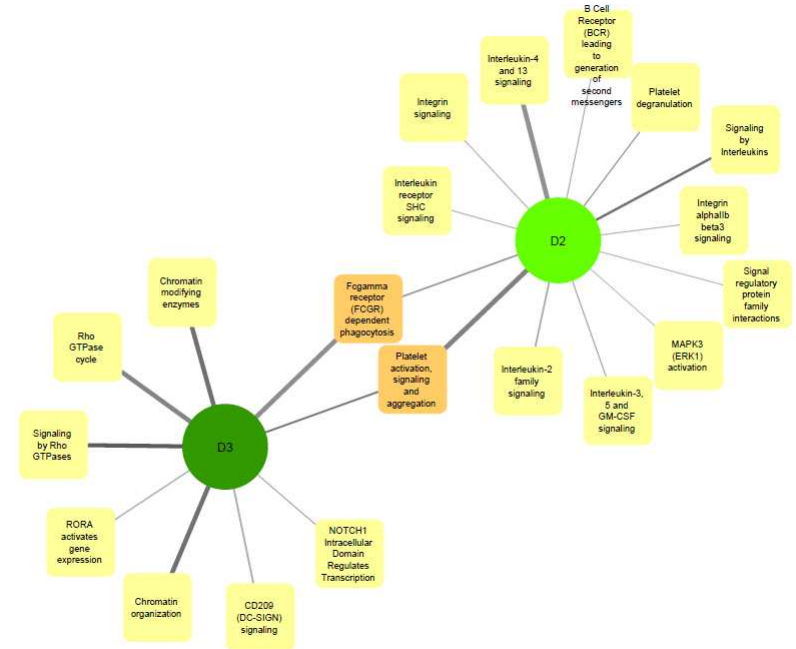 B Cell
Receptor
(BCR)
leading
to
generation
of
second
messengers
Interleukin-4
and 13
signaling
Integrin
signaling
Platelet
degranulation
Signaling
by
Interleukins
Interleukin
receptor
SHC
signaling
Integrin
alphaIIb
beta3
signaling
D2
Signal
regulatory
protein
family
interactions
Chromatin
modifying
enzymes
Fcgamma
receptor
(FCGR)
dependent
phagocytosis
Rho
GTPase
cycle
Platelet
activation,
signaling
and
aggregation
Interleukin-2
family
signaling
MAPK3
(ERK1)
activation
Interleukin-3,
5 and
GM-CSF
signaling
Signaling
by Rho
GTPases
D3
RORA
activates
gene
expression
NOTCH1
Intracellular
Domain
Regulates
Transcription
Chromatin
organization
CD209
(DC-SIGN)
signaling